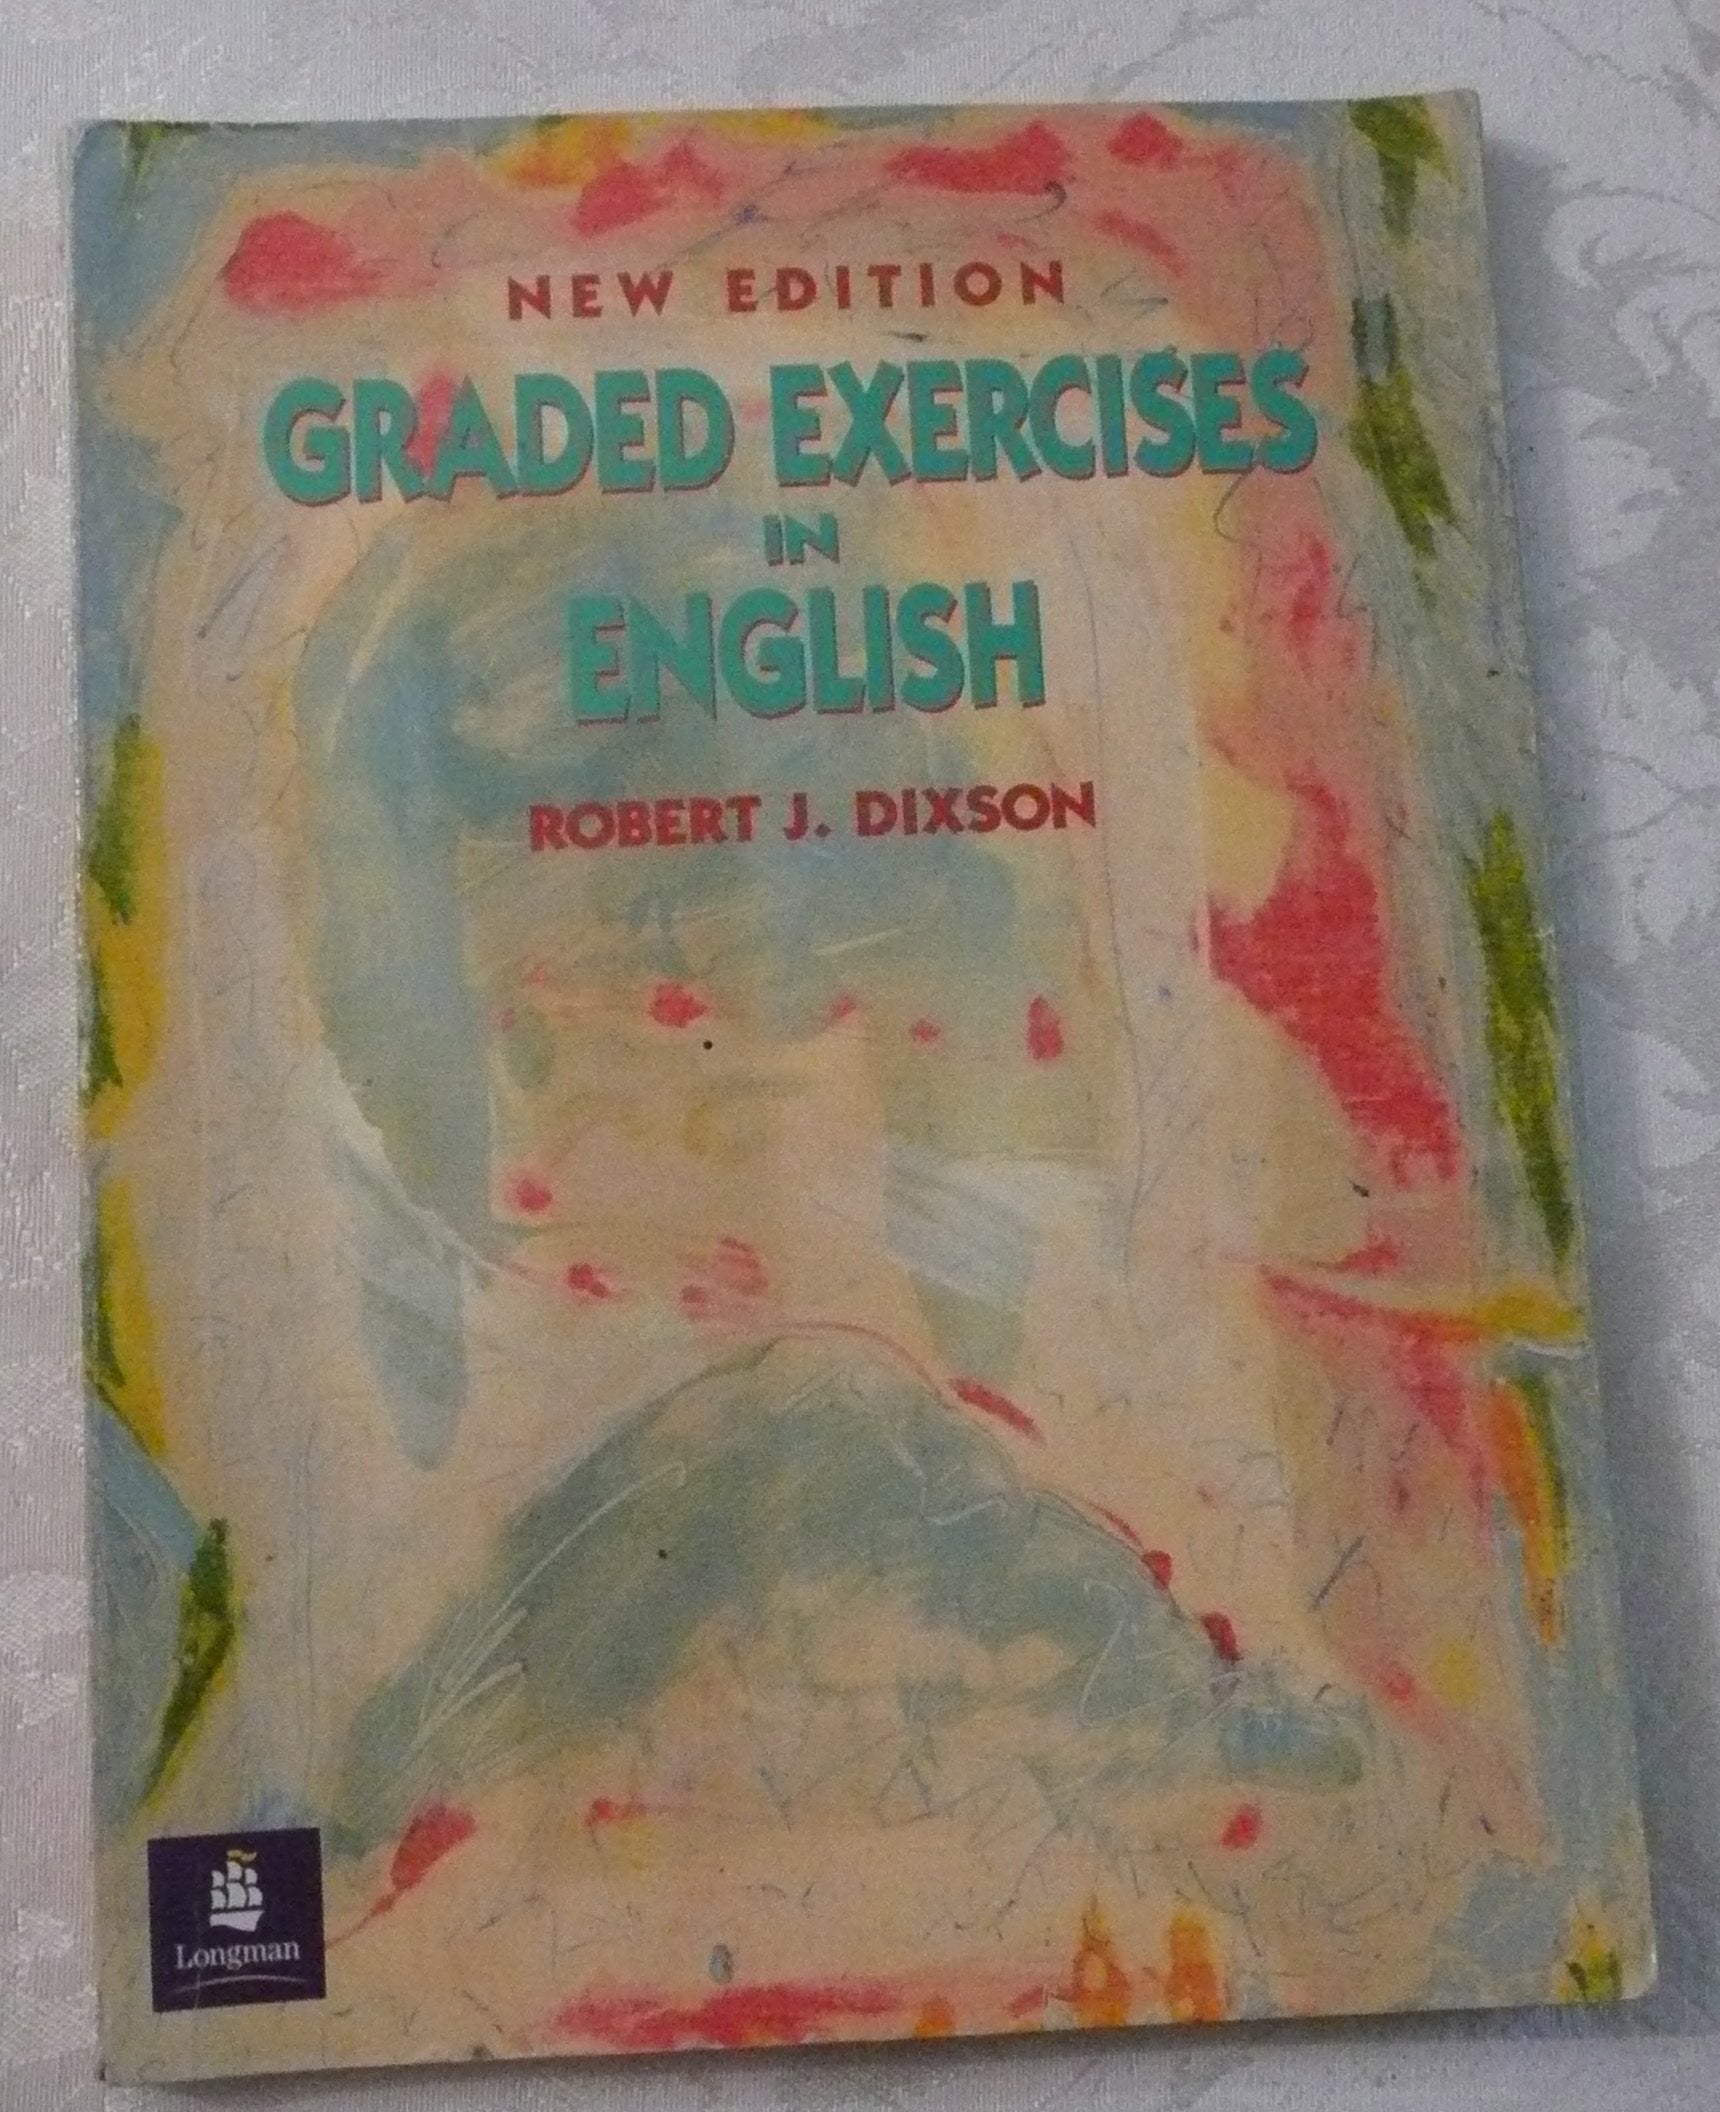 NEW EDITION
GRADED EXERCISES
IN
ENGLISH
ROBERT J. DIXSON
Longman